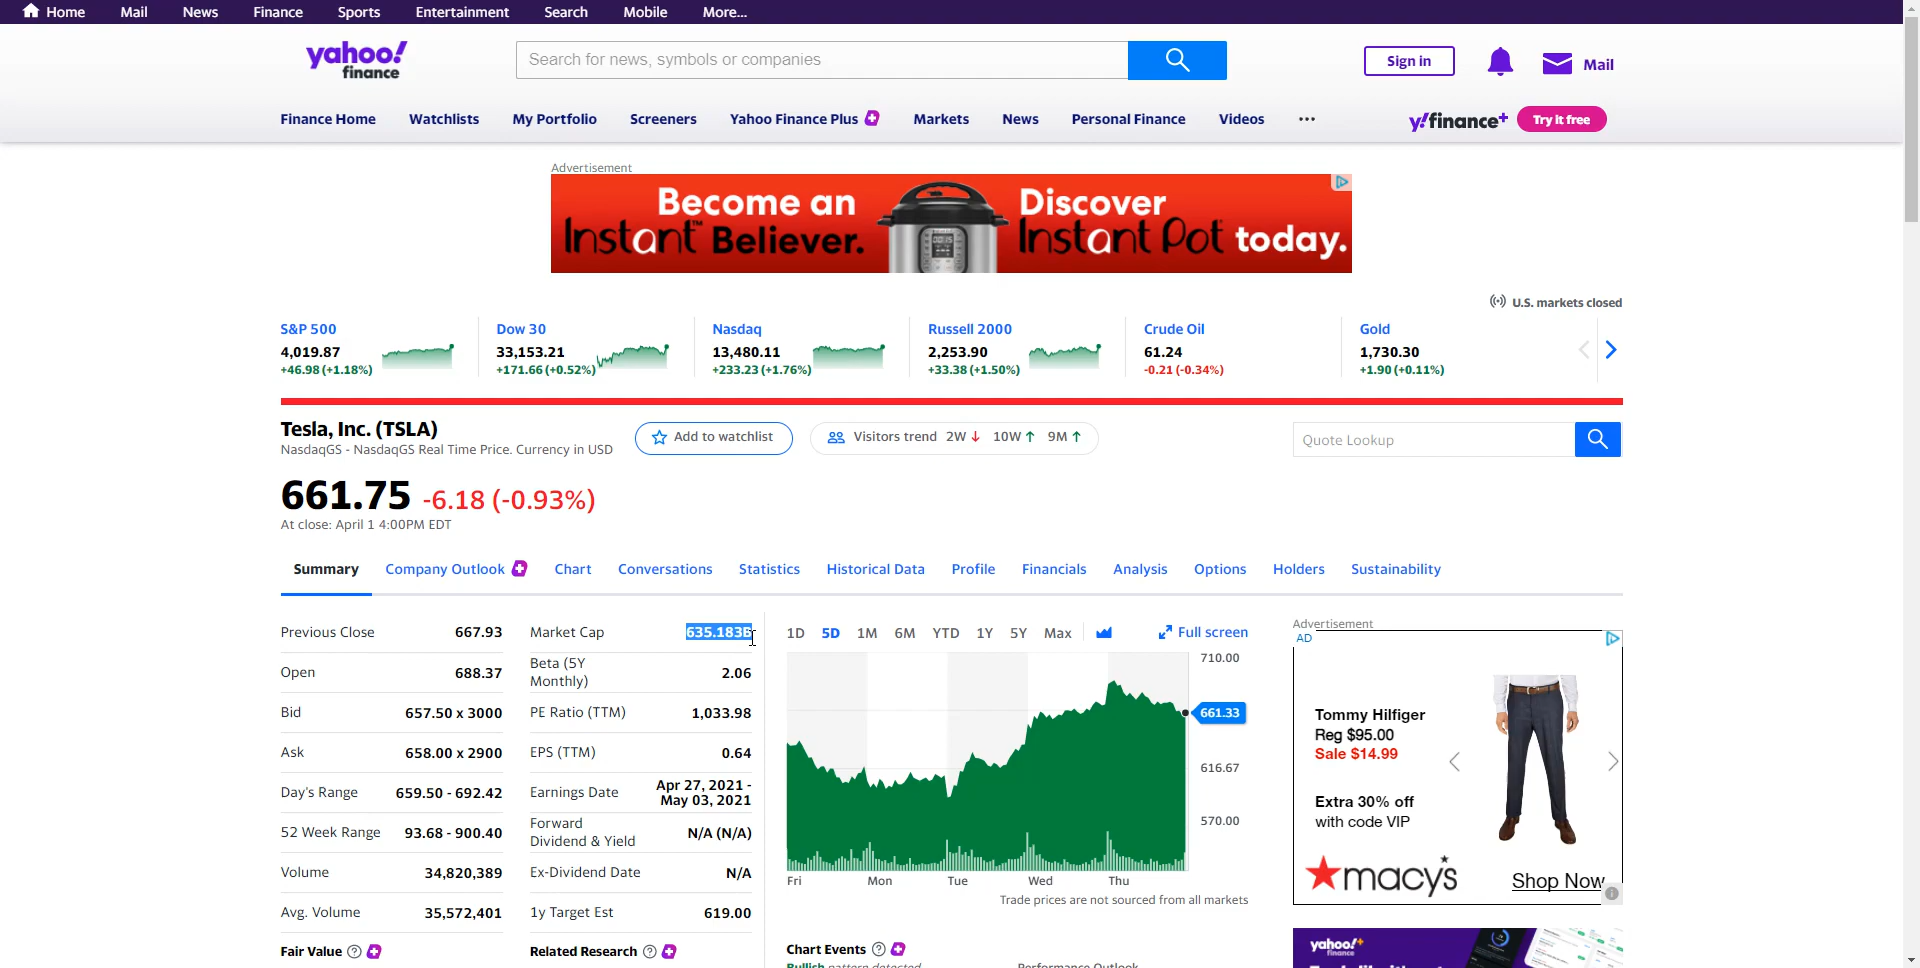 Home Mail News Finance Sports Entertainment Search Mobile More...
yahoo! finance
Search for news, symbols or companies
Sign in
Mail
Finance Home Watchlists My Portfolio Screeners Yahoo Finance Plus Markets News Personal Finance Videos ...
y!finance+ Try it free
Advertisement
Become an
Instant™ Believer.
Discover
Instant Pot today.
U.S. markets closed
S&P 500
4,019.87
+46.98 (+1.18%)
Dow 30
33,153.21
+171.66 (+0.52%)
Nasdaq
13,480.11
+233.23 (+1.76%)
Russell 2000
2,253.90
+33.38 (+1.50%)
Crude Oil
61.24
-0.21 (-0.34%)
Gold
1,730.30
+1.90 (+0.11%)
Tesla, Inc. (TSLA)
NasdaqGS - NasdaqGS Real Time Price. Currency in USD
Add to watchlist
Visitors trend 2W ↓ 10W ↑ 9M ↑
Quote Lookup
661.75 -6.18 (-0.93%)
At close: April 1 4:00PM EDT
Summary Company Outlook Chart Conversations Statistics Historical Data Profile Financials Analysis Options Holders Sustainability
Previous Close 667.93
Open 688.37
Bid 657.50 x 3000
Ask 658.00 x 2900
Day's Range 659.50 - 692.42
52 Week Range 93.68 - 900.40
Volume 34,820,389
Avg. Volume 35,572,401
Fair Value
Market Cap 635.183B
Beta (5Y Monthly) 2.06
PE Ratio (TTM) 1,033.98
EPS (TTM) 0.64
Earnings Date Apr 27, 2021 - May 03, 2021
Forward Dividend & Yield N/A (N/A)
Ex-Dividend Date N/A
1y Target Est 619.00
Related Research
1D 5D 1M 6M YTD 1Y 5Y Max
Full screen
710.00
661.33
616.67
570.00
Fri Mon Tue Wed Thu
Trade prices are not sourced from all markets
Chart Events
Bullish pattern detected
Performance Outlook
Advertisement
AD
Tommy Hilfiger
Reg $95.00
Sale $14.99
Extra 30% off
with code VIP
macy's
Shop Now
yahoo!+
finance